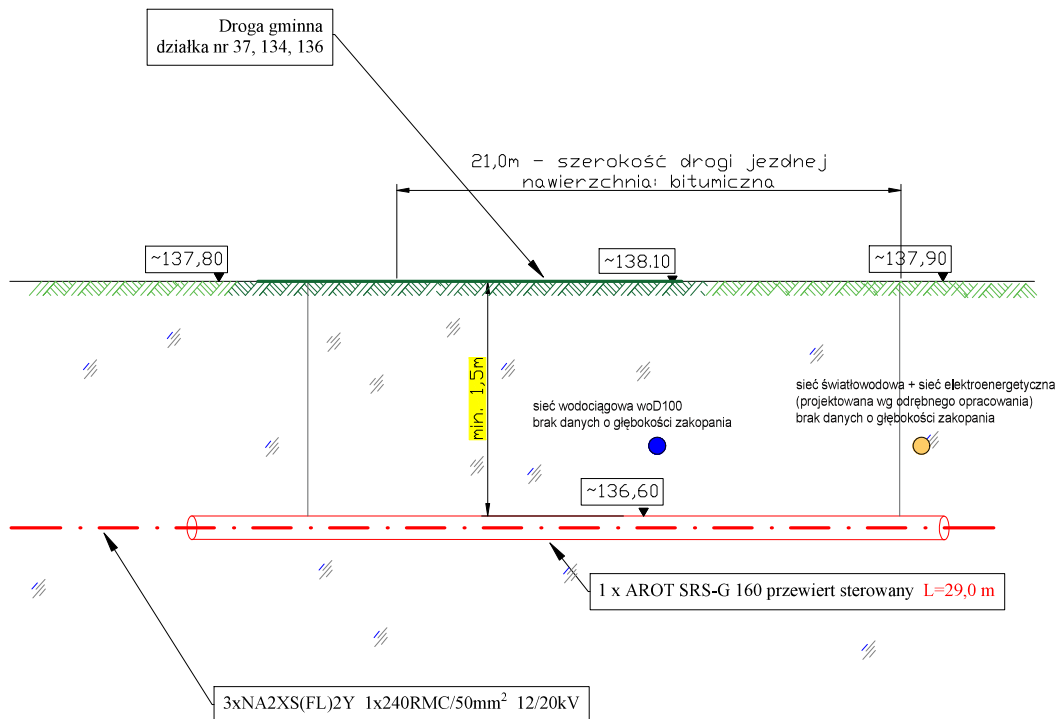 Droga gminna
działka nr 37, 134, 136
21,0m - szerokość drogi jezdnej
nawierzchnia: bitumiczna
~137,80
~138.10
~137,90
min. 1,5m
sieć wodociągowa woD100
brak danych o głębokości zakopania
sieć światłowodowa + sieć elektroenergetyczna
(projektowana wg odrębnego opracowania)
brak danych o głębokości zakopania
~136,60
1 x AROT SRS-G 160 przewiert sterowany L=29,0 m
3xNA2XS(FL)2Y 1x240RMC/50mm² 12/20kV